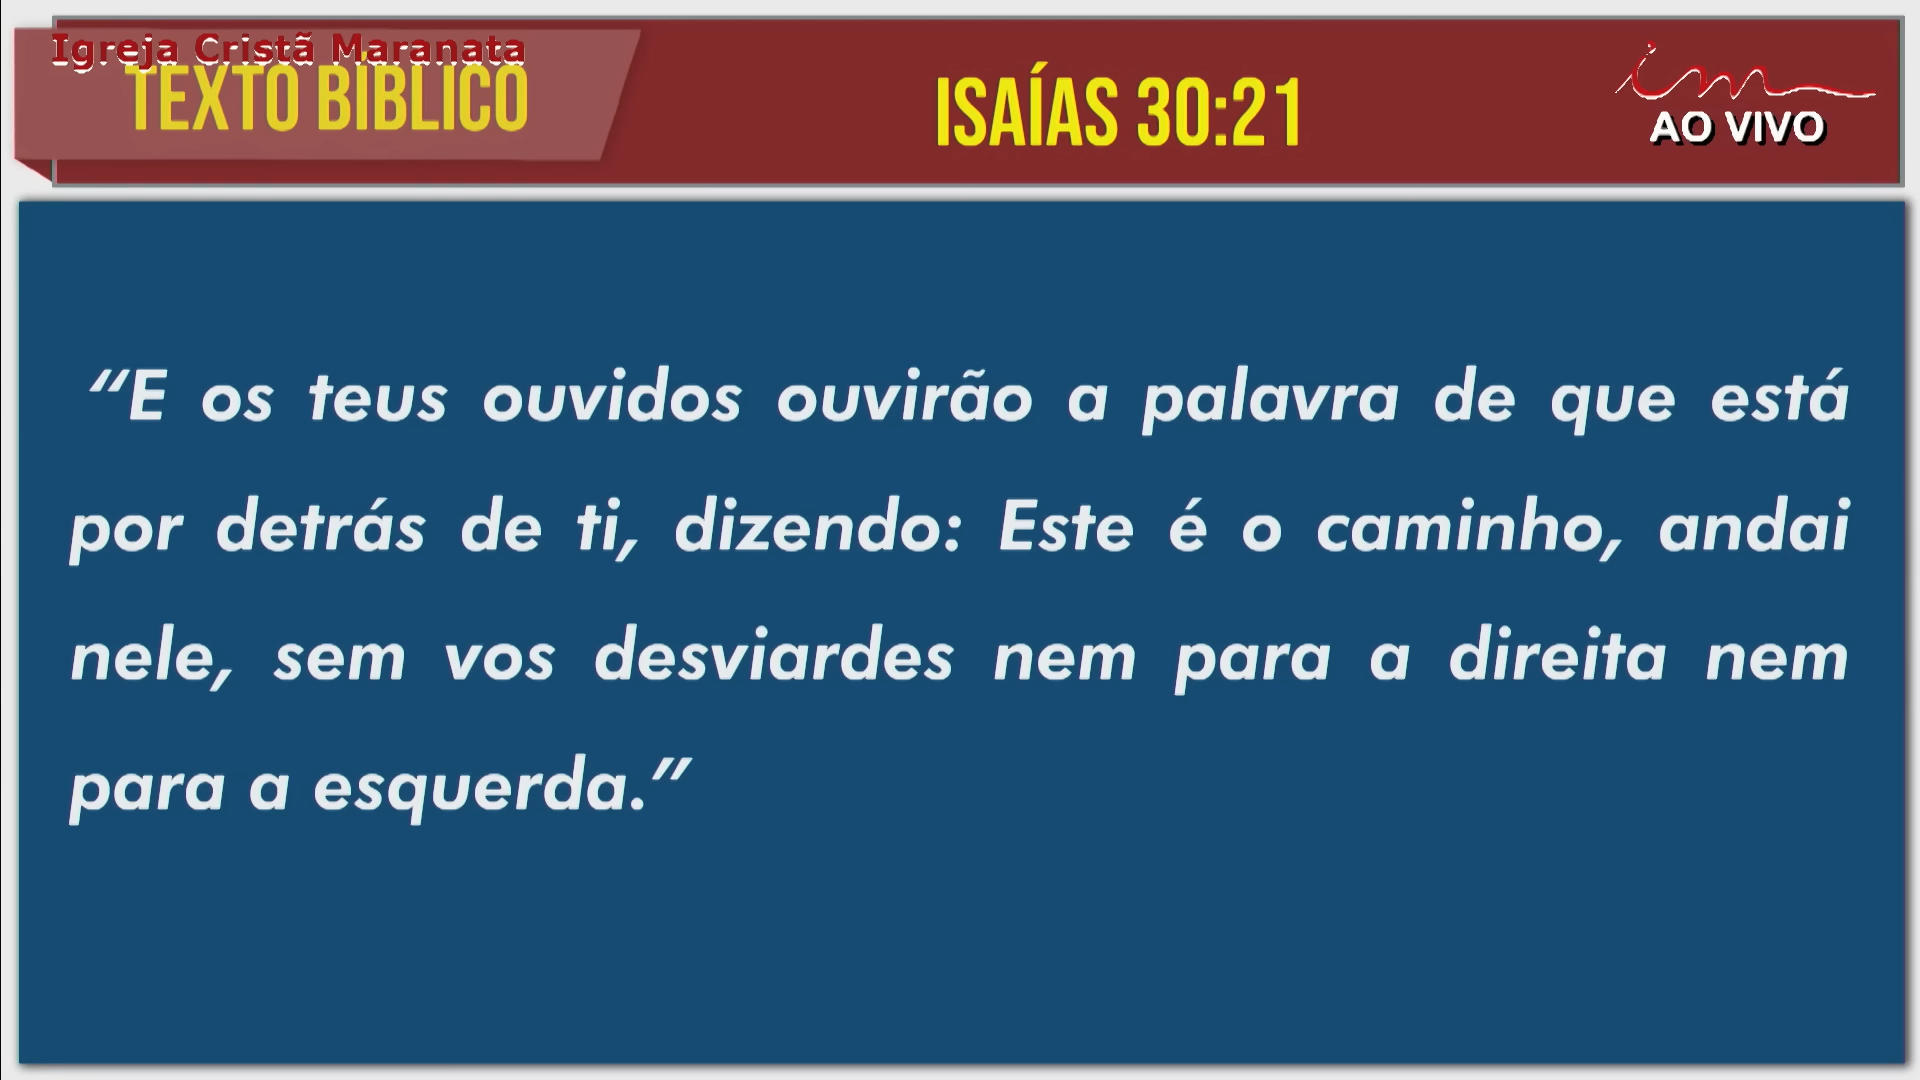 Igreja Cristã Maranata
TEXTO BÍBLICO
ISAÍAS 30:21
im
AO VIVO
“E os teus ouvidos ouvirão a palavra de que está
por detrás de ti, dizendo: Este é o caminho, andai
nele, sem vos desviardes nem para a direita nem
para a esquerda.”